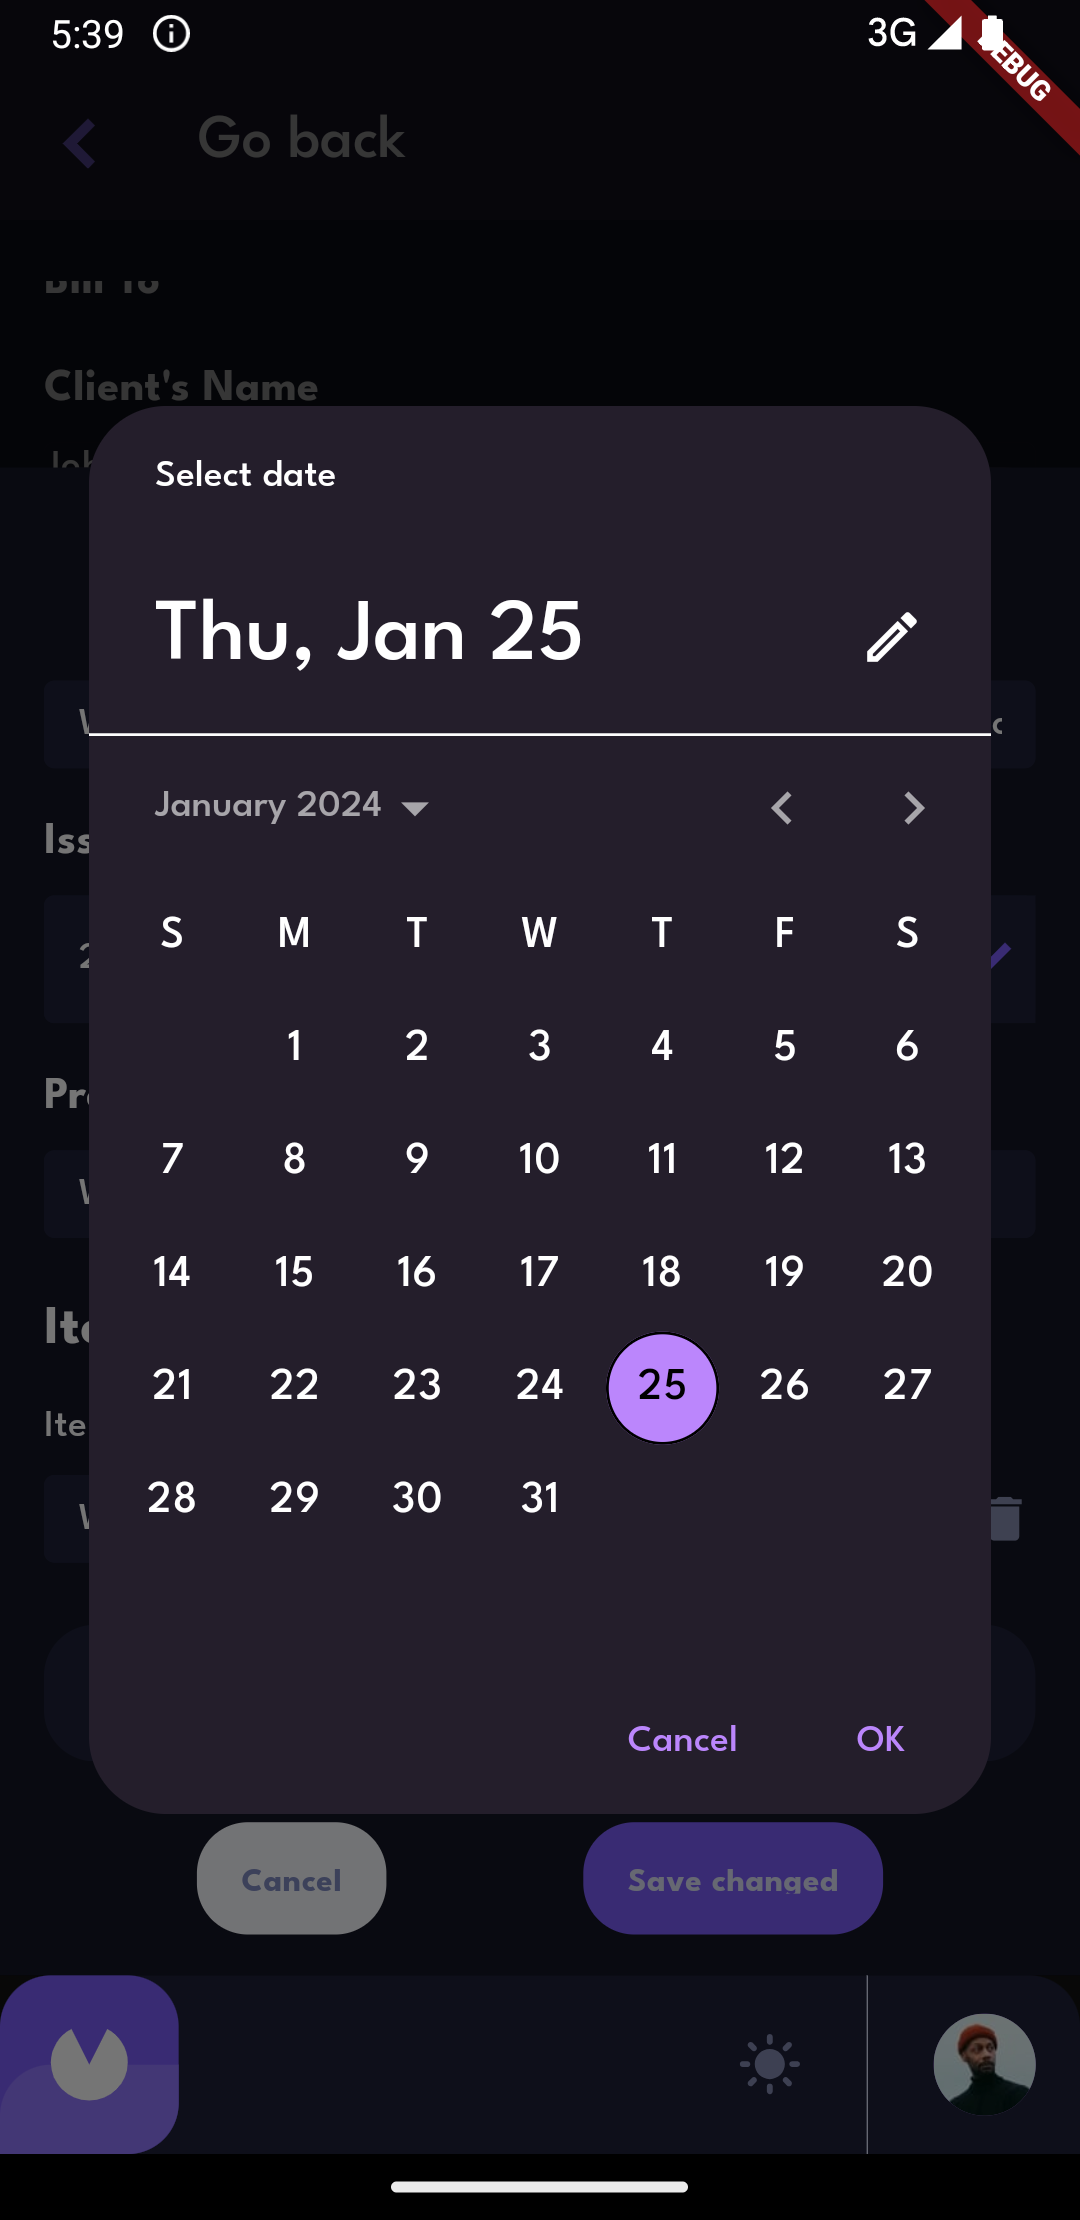 5:39 3G
DEBUG
Go back
Bill To
Client's Name
Select date
Thu, Jan 25
January 2024
S M T W T F S
1 2 3 4 5 6
7 8 9 10 11 12 13
14 15 16 17 18 19 20
21 22 23 24 25 26 27
28 29 30 31
Cancel OK
Cancel Save changed